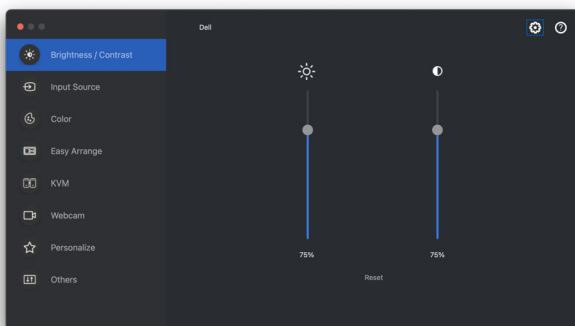 Dell
Brightness / Contrast
Input Source
Color
Easy Arrange
KVM
Webcam
Personalize
Others
75%
75%
Reset